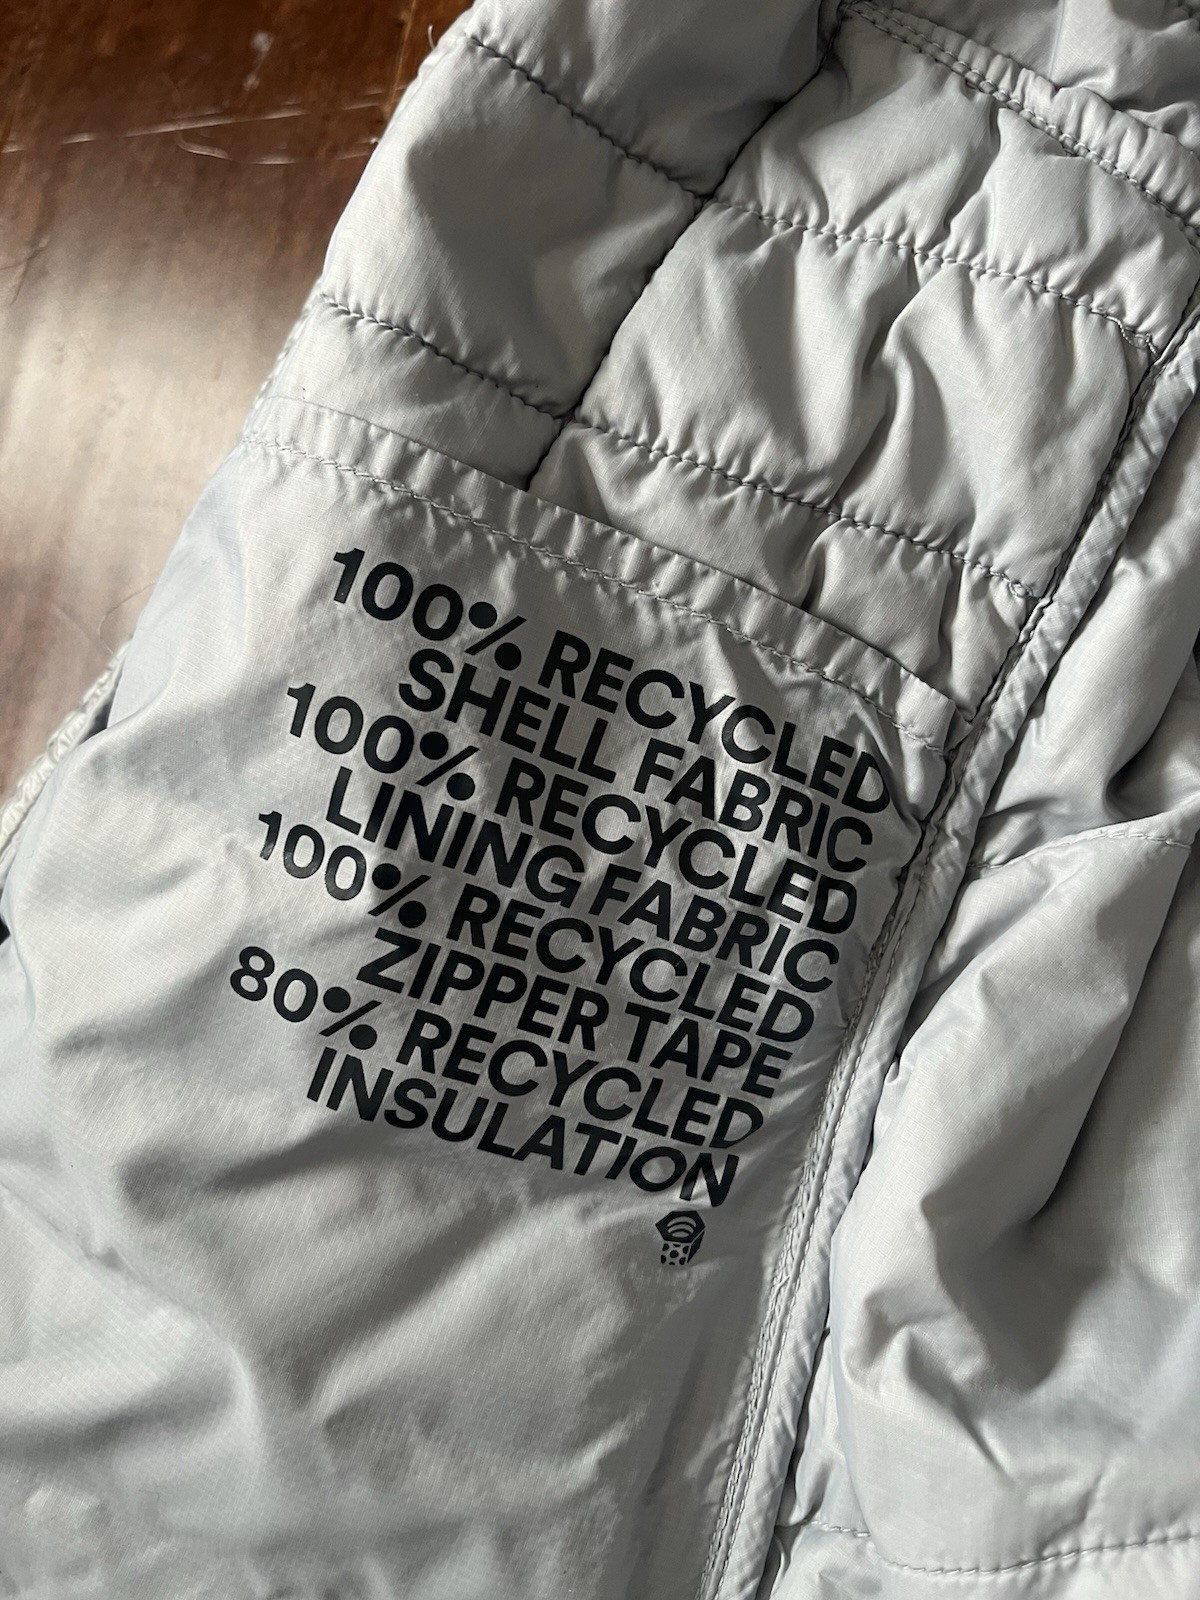 100% RECYCLED
SHELL FABRIC
100% RECYCLED
LINING FABRIC
100% RECYCLED
ZIPPER TAPE
80% RECYCLED
INSULATION